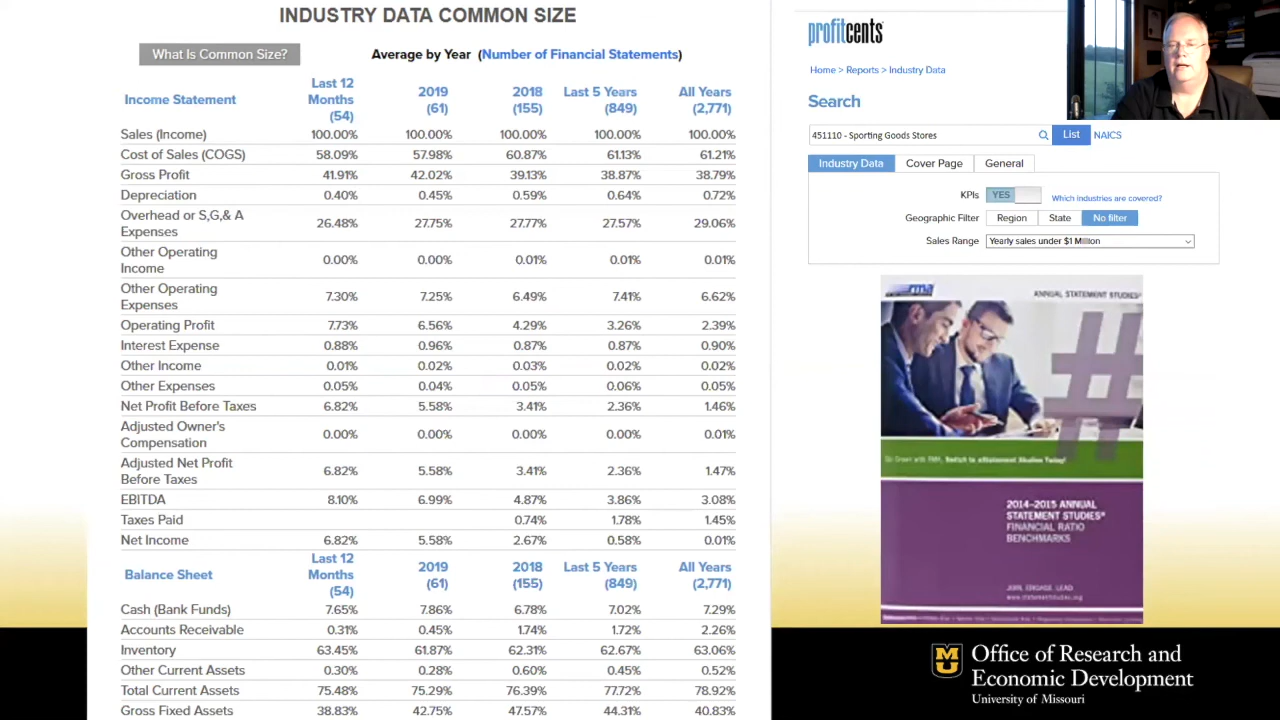 INDUSTRY DATA COMMON SIZE
What Is Common Size?
Average by Year (Number of Financial Statements)
Income Statement Last 12 Months (54) 2019 (61) 2018 (155) Last 5 Years (849) All Years (2,771)
Sales (Income) 100.00% 100.00% 100.00% 100.00% 100.00%
Cost of Sales (COGS) 58.09% 57.98% 60.87% 61.13% 61.21%
Gross Profit 41.91% 42.02% 39.13% 38.87% 38.79%
Depreciation 0.40% 0.45% 0.59% 0.64% 0.72%
Overhead or S,G,& A Expenses 26.48% 27.75% 27.77% 27.57% 29.06%
Other Operating Income 0.00% 0.00% 0.01% 0.01% 0.01%
Other Operating Expenses 7.30% 7.25% 6.49% 7.41% 6.62%
Operating Profit 7.73% 6.56% 4.29% 3.26% 2.39%
Interest Expense 0.88% 0.96% 0.87% 0.87% 0.90%
Other Income 0.01% 0.02% 0.03% 0.02% 0.02%
Other Expenses 0.05% 0.04% 0.05% 0.06% 0.05%
Net Profit Before Taxes 6.82% 5.58% 3.41% 2.36% 1.46%
Adjusted Owner's Compensation 0.00% 0.00% 0.00% 0.00% 0.01%
Adjusted Net Profit Before Taxes 6.82% 5.58% 3.41% 2.36% 1.47%
EBITDA 8.10% 6.99% 4.87% 3.86% 3.08%
Taxes Paid 0.74% 1.78% 1.45%
Net Income 6.82% 5.58% 2.67% 0.58% 0.01%
Balance Sheet Last 12 Months (54) 2019 (61) 2018 (155) Last 5 Years (849) All Years (2,771)
Cash (Bank Funds) 7.65% 7.86% 6.78% 7.02% 7.29%
Accounts Receivable 0.31% 0.45% 1.74% 1.72% 2.26%
Inventory 63.45% 61.87% 62.31% 62.67% 63.06%
Other Current Assets 0.30% 0.28% 0.60% 0.45% 0.52%
Total Current Assets 75.48% 75.29% 76.39% 77.72% 78.92%
Gross Fixed Assets 38.83% 42.75% 47.57% 44.31% 40.83%
profitcents
Home > Reports > Industry Data
Search
451110 - Sporting Goods Stores List NAICS
Industry Data Cover Page General
KPIs YES Which industries are covered?
Geographic Filter Region State No filter
Sales Range Yearly sales under $1 Million
rma
ANNUAL STATEMENT STUDIES®
#
Go Green with RMA, Switch to eStatement Studies Today!
2014-2015 ANNUAL
STATEMENT STUDIES®
FINANCIAL RATIO
BENCHMARKS
JOIN. ENGAGE. LEAD
www.statementstudies.org
MU
Office of Research and
Economic Development
University of Missouri